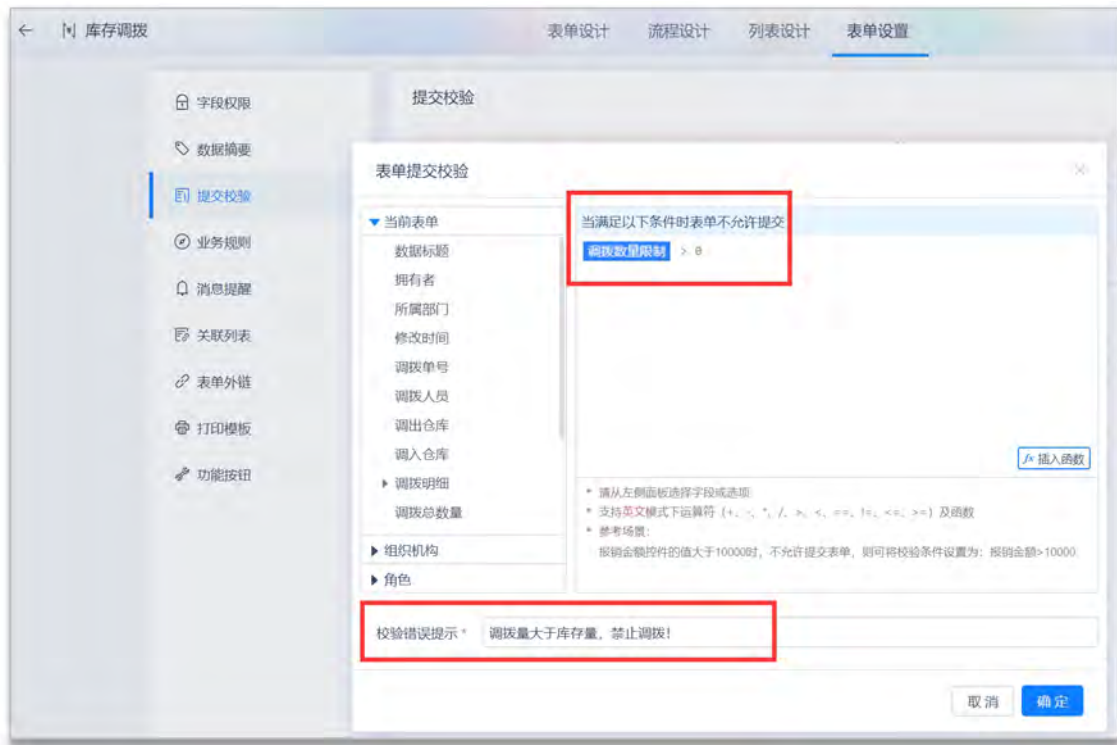 库存调拨
表单设计 流程设计 列表设计 表单设置
字段权限
数据摘要
提交校验
业务规则
消息提醒
关联列表
表单外链
打印模板
功能按钮
提交校验
表单提交校验
当前表单
数据标题
拥有者
所属部门
修改时间
调拨单号
调拨人员
调出仓库
调入仓库
调拨明细
调拨总数量
组织机构
角色
当满足以下条件时表单不允许提交
调拨数量限制 > 0
fx 插入函数
* 请从左侧面板选择字段或选项
* 支持英文模式下运算符 (+、-、*、/、>、<、==、!=、<=、>=) 及函数
* 参考场景:
报销金额控件的值大于10000时，不允许提交表单，则可将校验条件设置为：报销金额>10000
校验错误提示 * 调拨量大于库存量，禁止调拨！
取消 确定